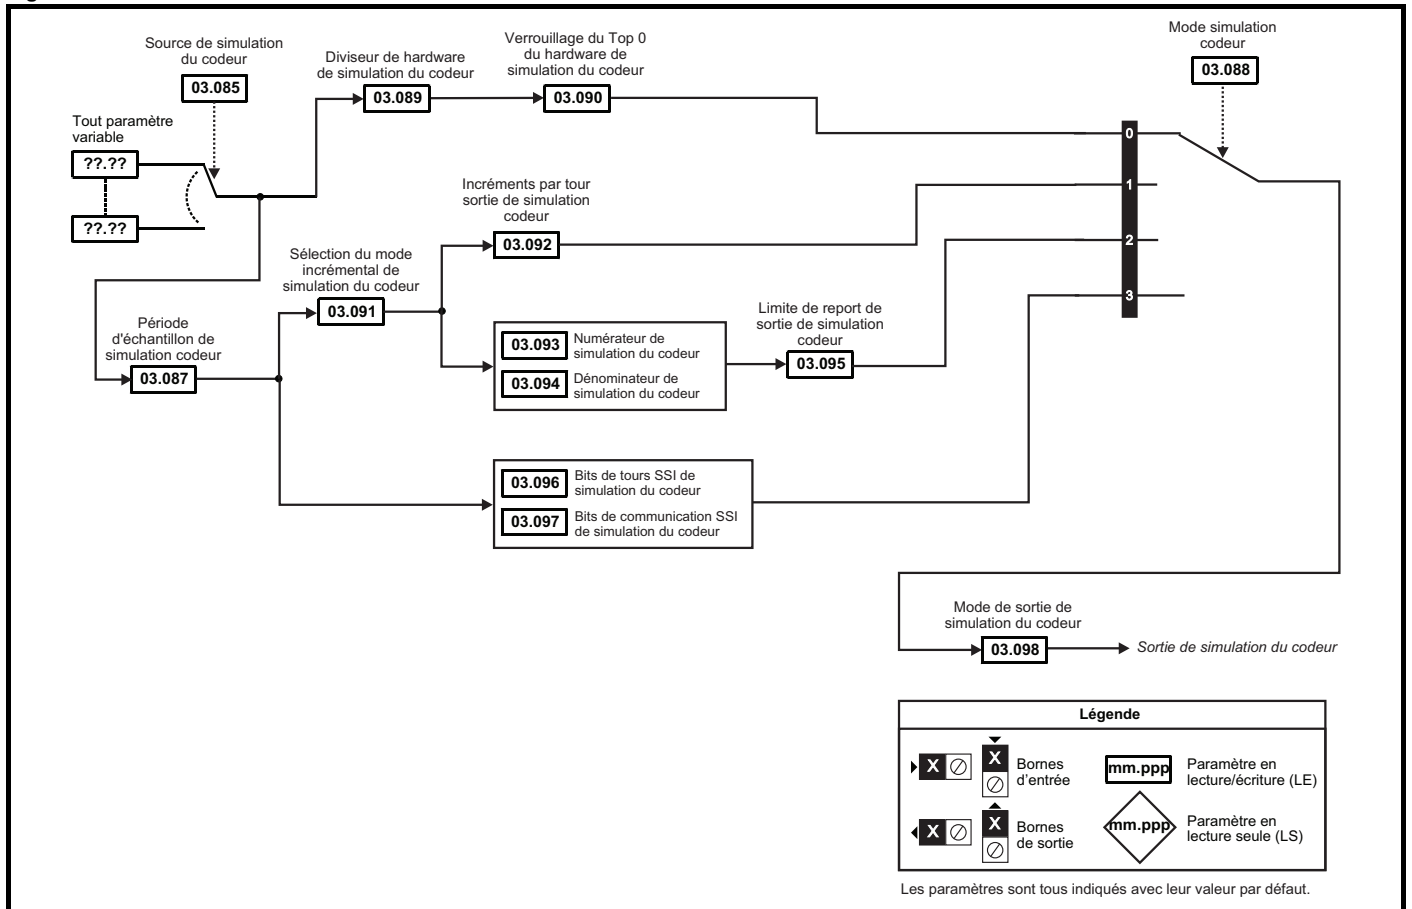 Source de simulation
du codeur
03.085
Tout paramètre
variable
??.??
??.??
Diviseur de hardware
de simulation du codeur
03.089
Verrouillage du Top 0
du hardware de
simulation du codeur
03.090
Mode simulation
codeur
03.088
0
1
2
3
Incréments par tour
sortie de simulation
codeur
03.092
Sélection du mode
incrémental de
simulation du codeur
03.091
Période
d'échantillon de
simulation codeur
03.087
03.093
Numérateur de
simulation du codeur
03.094
Dénominateur de
simulation du codeur
Limite de report de
sortie de simulation
codeur
03.095
03.096
Bits de tours SSI de
simulation du codeur
03.097
Bits de communication SSI
de simulation du codeur
Mode de sortie de
simulation du codeur
03.098
Sortie de simulation du codeur
Légende
X
X
Bornes
d'entrée
mm.ppp
Paramètre en
lecture/écriture (LE)
X
X
Bornes
de sortie
mm.ppp
Paramètre en
lecture seule (LS)
Les paramètres sont tous indiqués avec leur valeur par défaut.